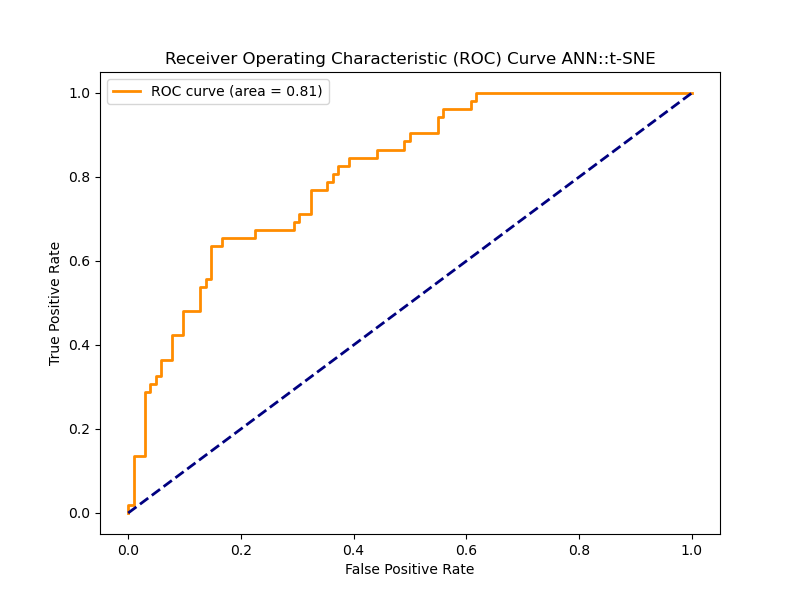 Receiver Operating Characteristic (ROC) Curve ANN::t-SNE
ROC curve (area = 0.81)
1.0
0.8
0.6
0.4
0.2
0.0
True Positive Rate
0.0 0.2 0.4 0.6 0.8 1.0
False Positive Rate